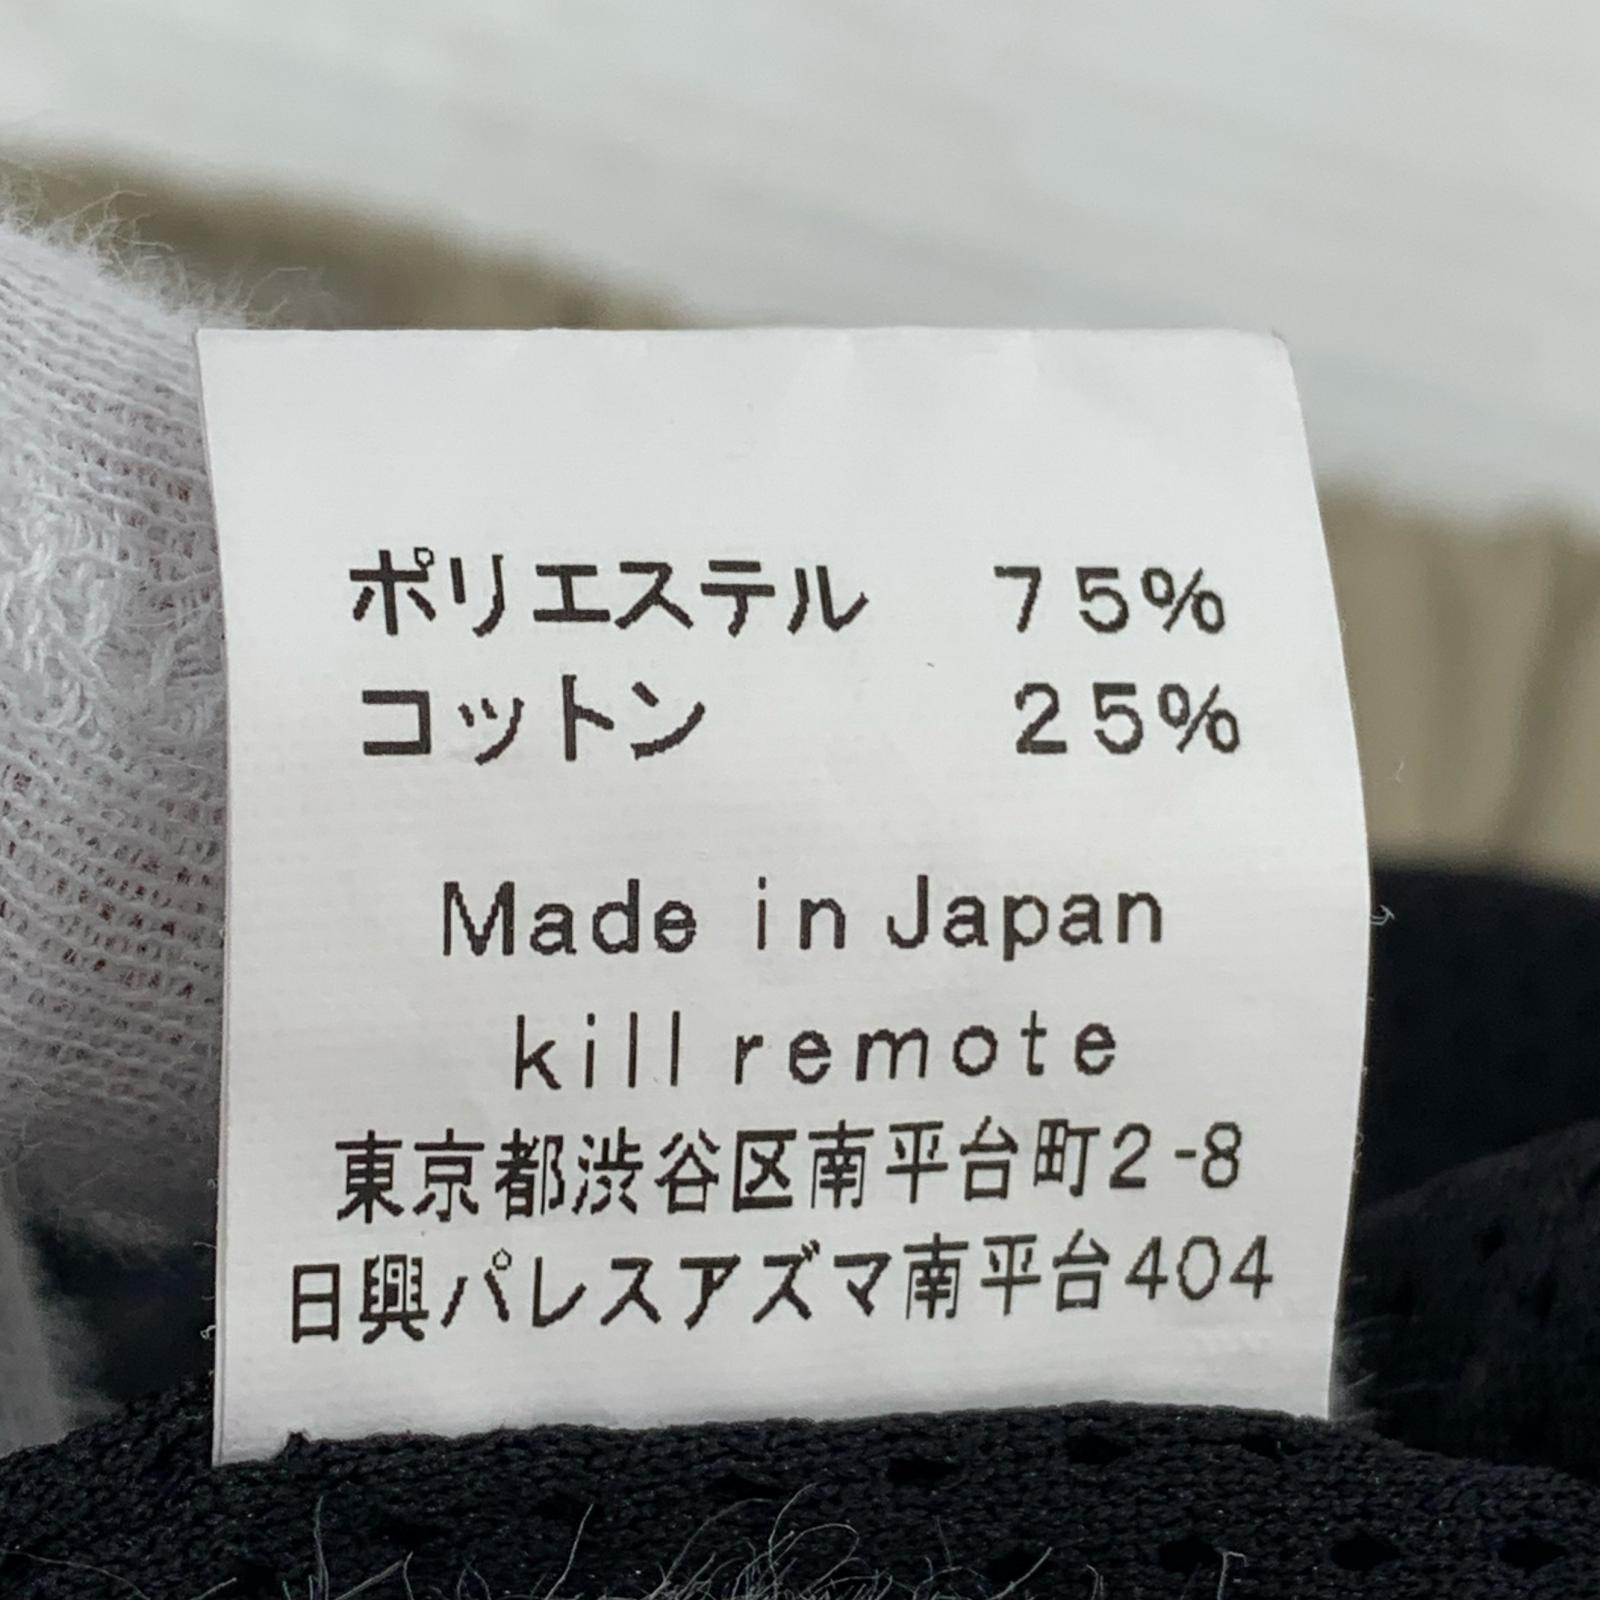 ポリエステル 75%
コットン 25%
Made in Japan
kill remote
東京都渋谷区南平台町2-8
日興パレスアズマ南平台404